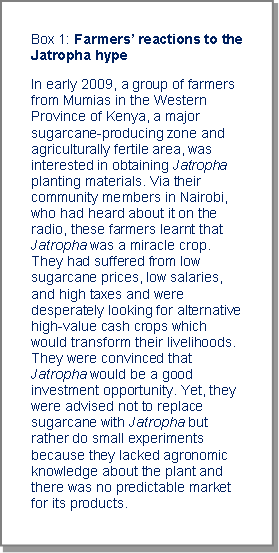 Box 1: Farmers' reactions to the
Jatropha hype
In early 2009, a group of farmers
from Mumias in the Western
Province of Kenya, a major
sugarcane-producing zone and
agriculturally fertile area, was
interested in obtaining Jatropha
planting materials. Via their
community members in Nairobi,
who had heard about it on the
radio, these farmers learnt that
Jatropha was a miracle crop.
They had suffered from low
sugarcane prices, low salaries,
and high taxes and were
desperately looking for alternative
high-value cash crops which
would transform their livelihoods.
They were convinced that
Jatropha would be a good
investment opportunity. Yet, they
were advised not to replace
sugarcane with Jatropha but
rather do small experiments
because they lacked agronomic
knowledge about the plant and
there was no predictable market
for its products.